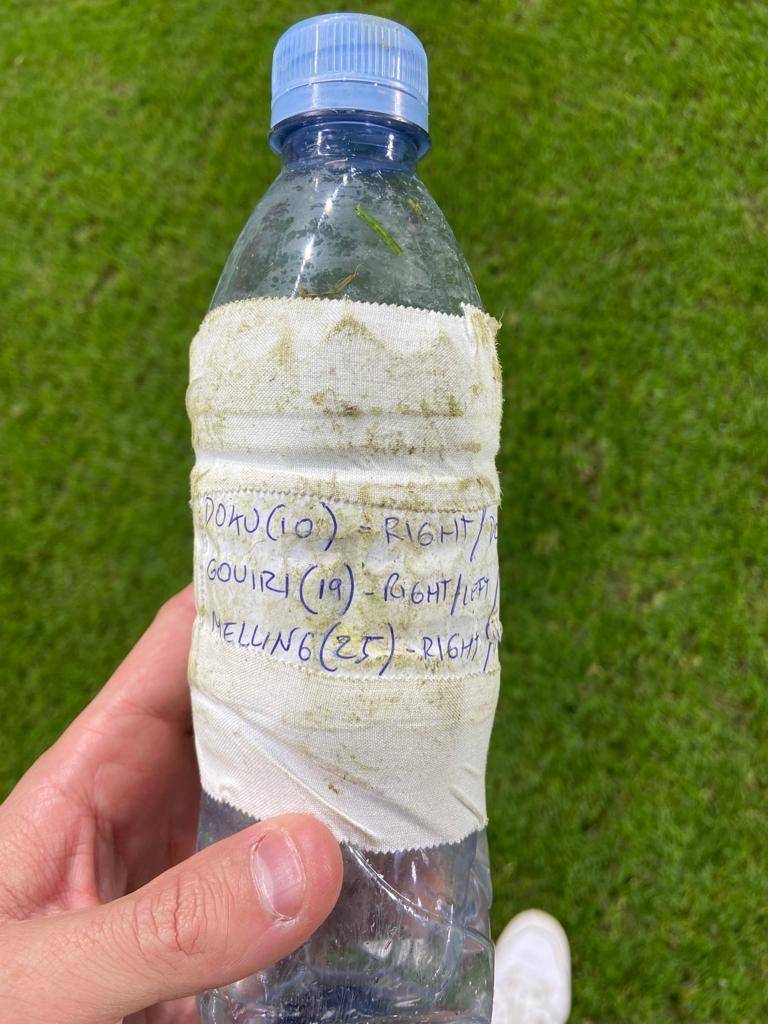 DOKU(10) - RIGHT/
GOUIRI(19) - RIGHT/LEFT/
MELLING(25) - RIGHT/